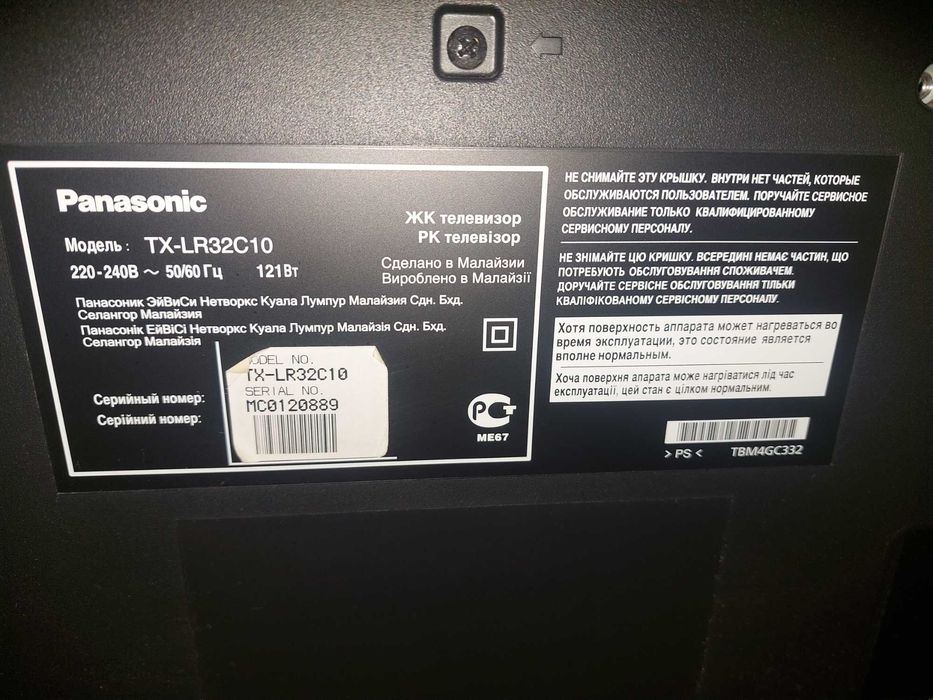 Panasonic
ЖК телевизор
РК телевізор
Модель : TX-LR32C10
220-240В ~ 50/60 Гц 121Вт
Сделано в Малайзии
Вироблено в Малайзії
Панасоник ЭйВиСи Нетворкс Куала Лумпур Малайзия Сдн. Бхд.
Селангор Малайзия
Панасонік ЕйВіСі Нетворкс Куала Лумпур Малайзія Сдн. Бхд.
Селангор Малайзія
Серийный номер:
Серійний номер:
MODEL NO.
TX-LR32C10
SERIAL NO.
MC0120889
РСТ
ME67
НЕ СНИМАЙТЕ ЭТУ КРЫШКУ. ВНУТРИ НЕТ ЧАСТЕЙ, КОТОРЫЕ
ОБСЛУЖИВАЮТСЯ ПОЛЬЗОВАТЕЛЕМ. ПОРУЧАЙТЕ СЕРВИСНОЕ
ОБСЛУЖИВАНИЕ ТОЛЬКО КВАЛИФИЦИРОВАННОМУ
СЕРВИСНОМУ ПЕРСОНАЛУ.
НЕ ЗНІМАЙТЕ ЦЮ КРИШКУ. ВСЕРЕДИНІ НЕМАЄ ЧАСТИН, ЩО
ПОТРЕБУЮТЬ ОБСЛУГОВУВАННЯ СПОЖИВАЧЕМ.
ДОРУЧАЙТЕ СЕРВІСНЕ ОБСЛУГОВУВАННЯ ТІЛЬКИ
КВАЛІФІКОВАНОМУ СЕРВІСНОМУ ПЕРСОНАЛУ.
Хотя поверхность аппарата может нагреваться во
время эксплуатации, это состояние является
вполне нормальным.
Хоча поверхня апарата може нагріватися під час
експлуатації, цей стан є цілком нормальним.
> PS < TBM4GC332